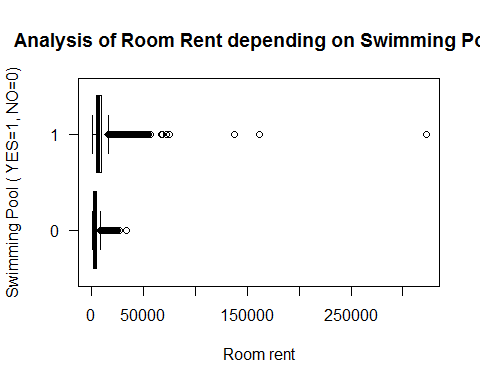 Analysis of Room Rent depending on Swimming Po
Swimming Pool ( YES=1, NO=0)
1
0
0 50000 150000 250000
Room rent